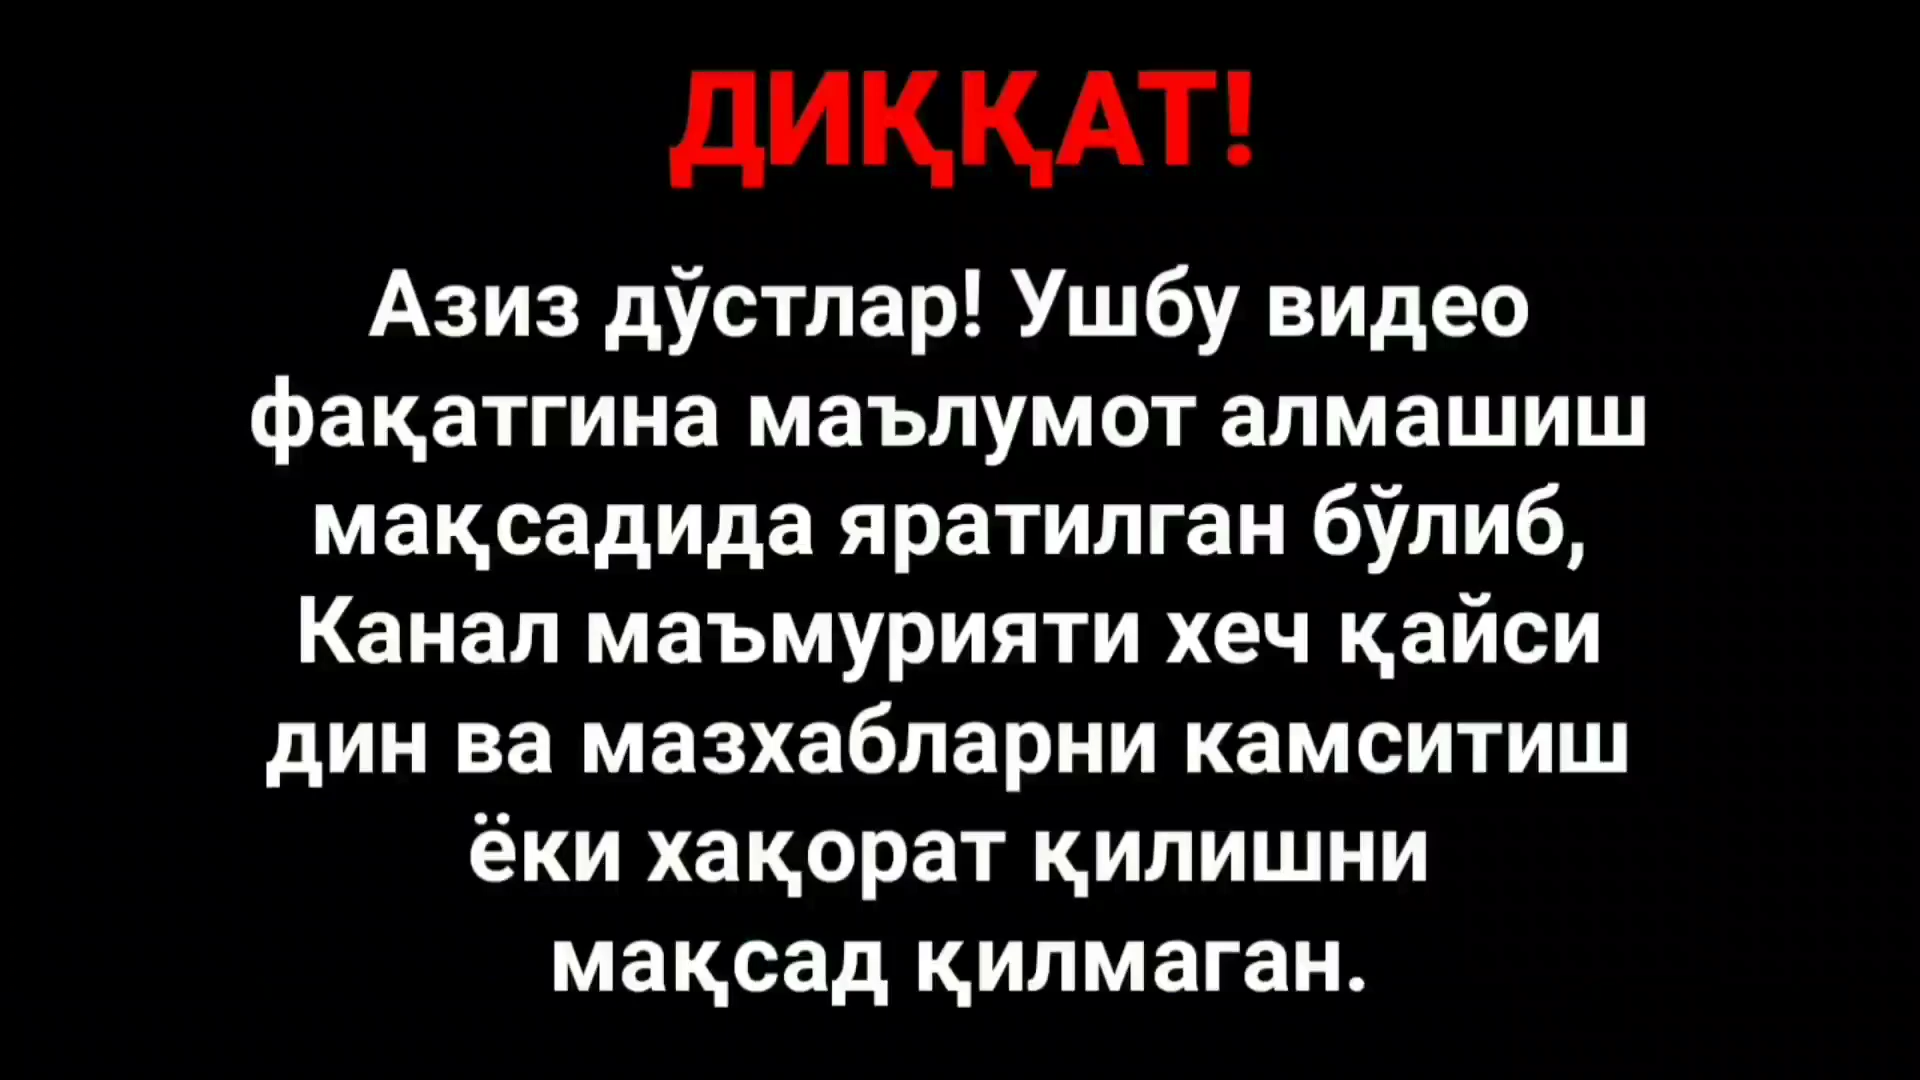 ДИҚҚАТ!
Азиз дўстлар! Ушбу видео
фақатгина маълумот алмашиш
мақсадида яратилган бўлиб,
Канал маъмурияти хеч қайси
дин ва мазхабларни камситиш
ёки хақорат қилишни
мақсад қилмаган.